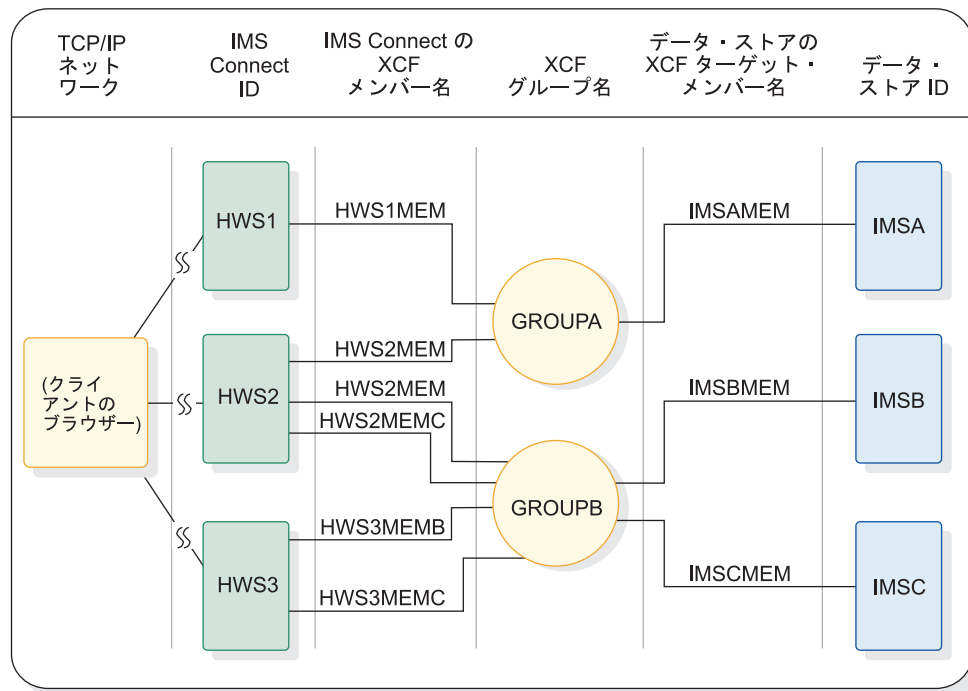 TCP/IP
ネット
ワーク
IMS
Connect
ID
IMS Connect の
XCF
メンバー名
XCF
グループ名
データ・ストアの
XCF ターゲット・
メンバー名
データ・
ストア ID
HWS1
HWS1MEM
IMSAMEM
IMSA
GROUPA
(クライ
アントの
ブラウザー)
HWS2
HWS2MEM
HWS2MEM
HWS2MEMC
IMSBMEM
IMSB
GROUPB
HWS3
HWS3MEMB
HWS3MEMC
IMSCMEM
IMSC